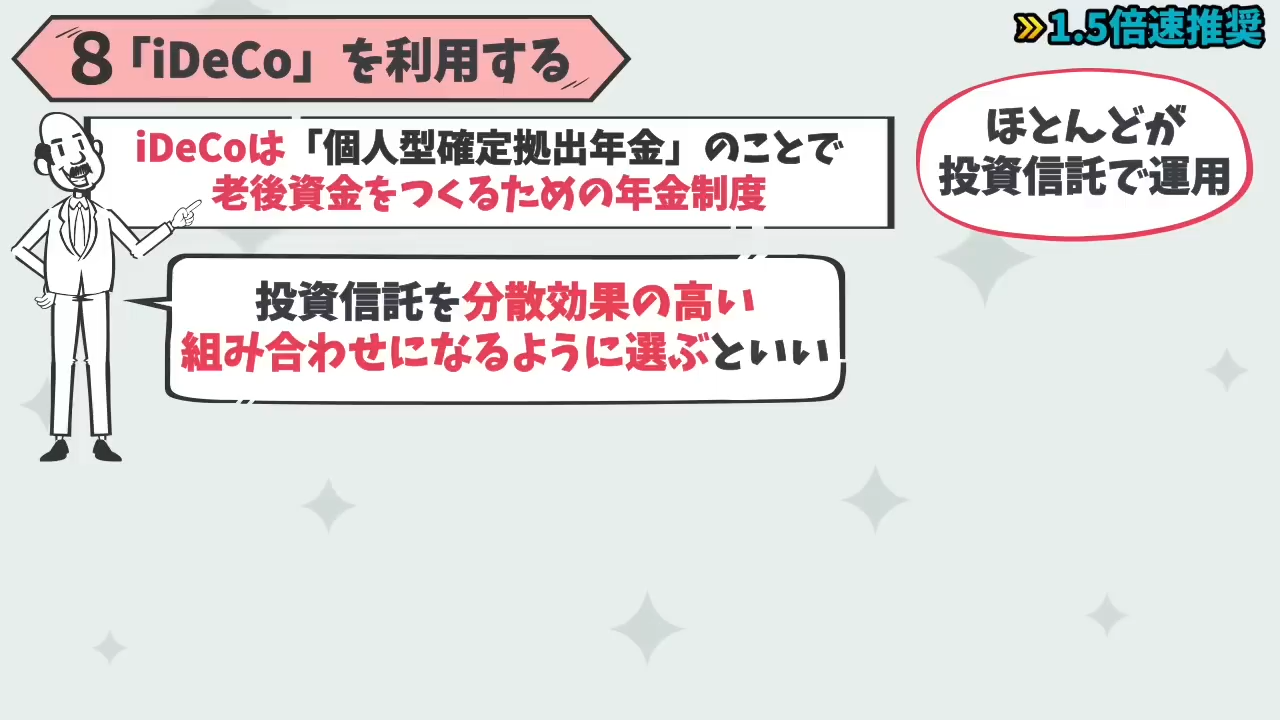 8「iDeCo」を利用する
1.5倍速推奨
iDeCoは「個人型確定拠出年金」のことで
老後資金をつくるための年金制度
ほとんどが
投資信託で運用
投資信託を分散効果の高い
組み合わせになるように選ぶといい